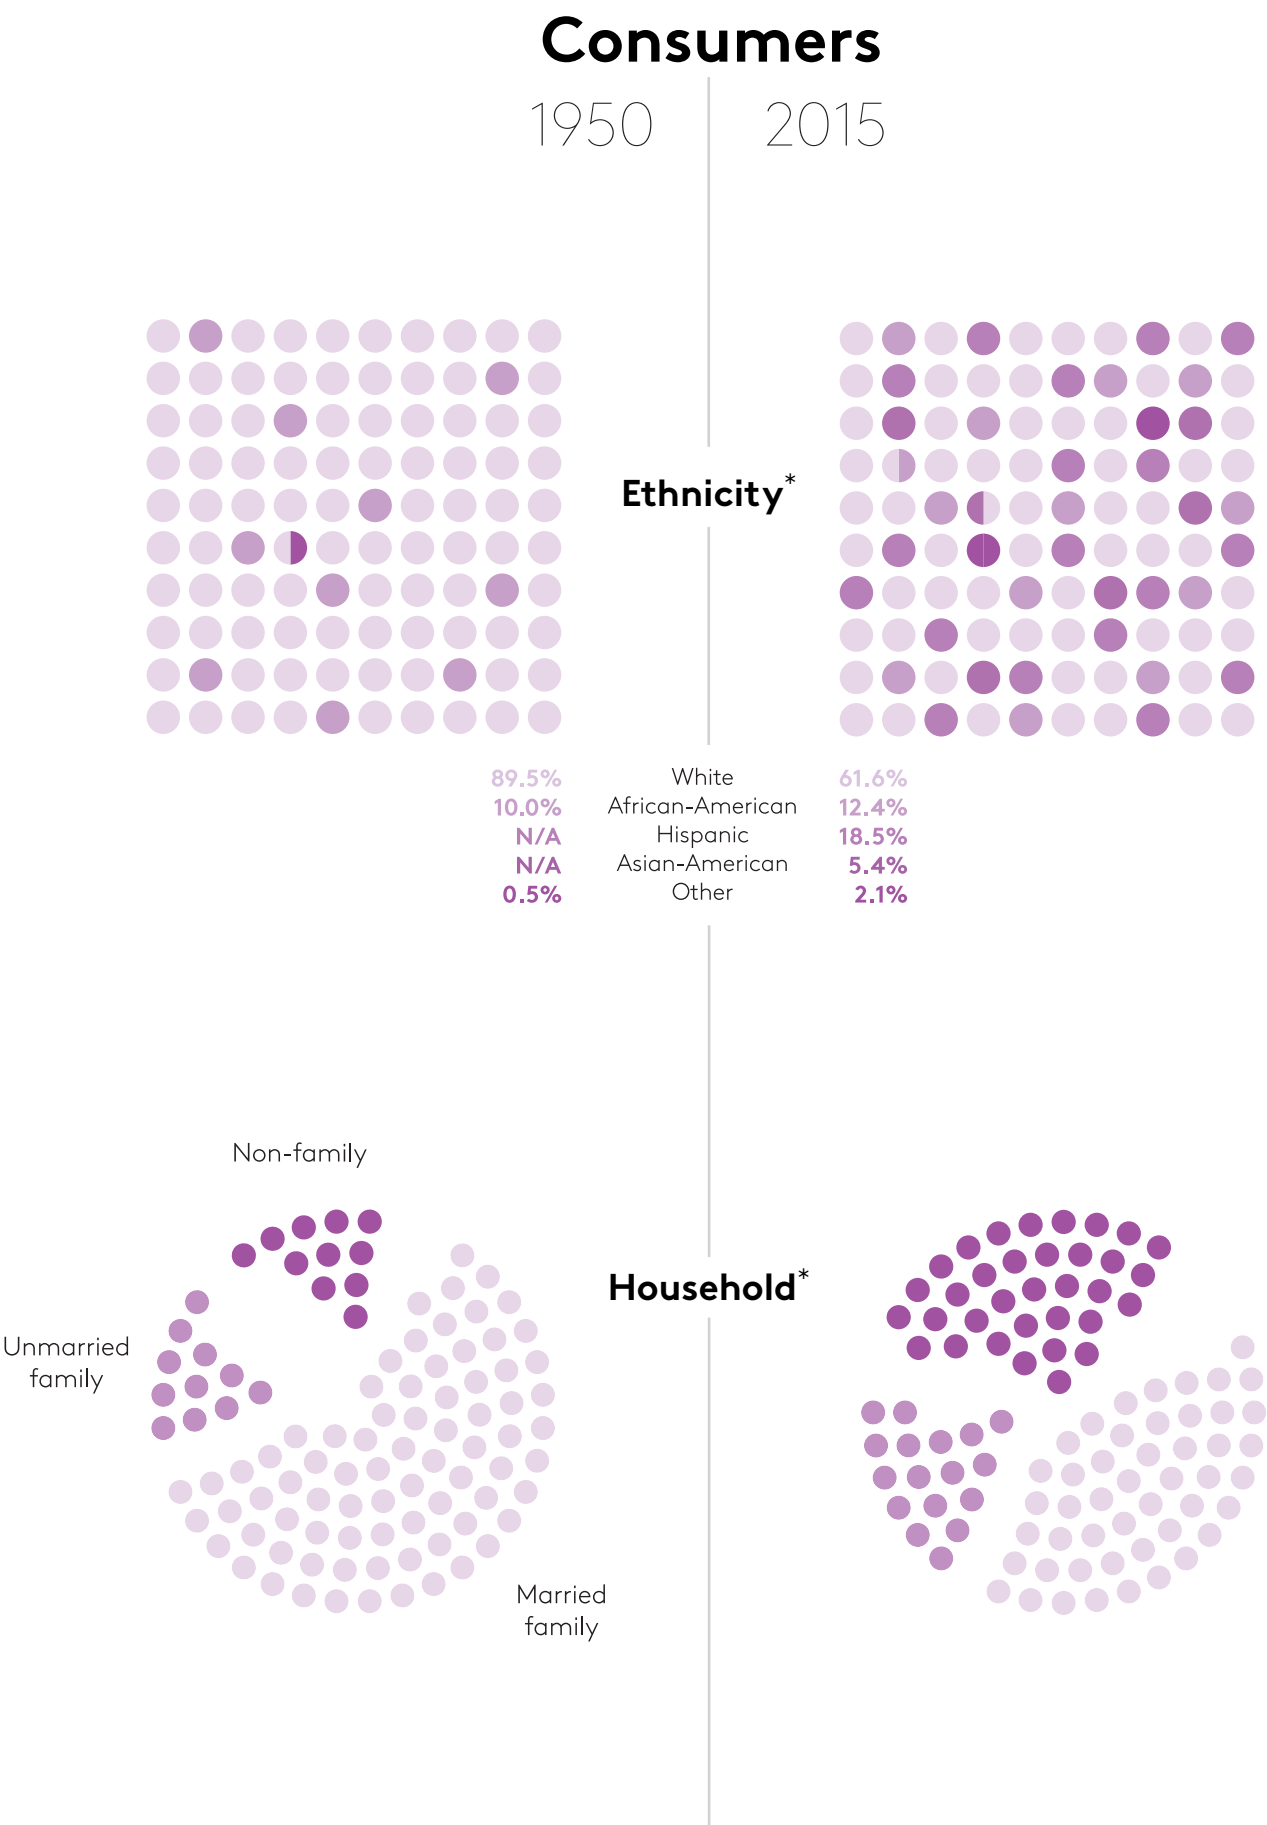 Consumers
1950 2015
Ethnicity*
89.5% White 61.6%
10.0% African-American 12.4%
N/A Hispanic 18.5%
N/A Asian-American 5.4%
0.5% Other 2.1%
Non-family
Household*
Unmarried
family
Married
family